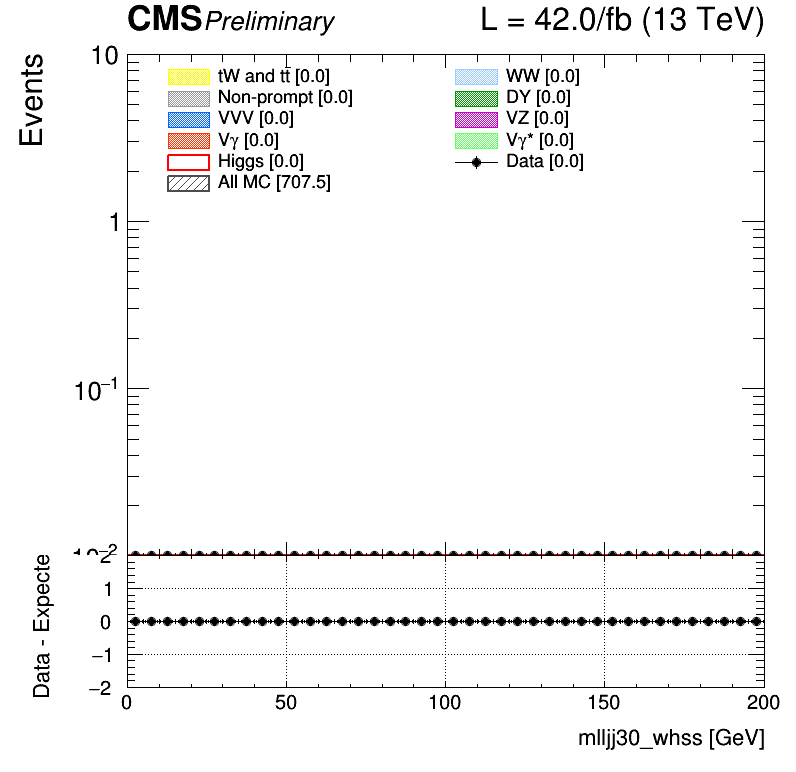 CMS Preliminary L = 42.0/fb (13 TeV)
Events
10
1
10⁻¹
tW and tt̄ [0.0]
Non-prompt [0.0]
VVV [0.0]
Vγ [0.0]
Higgs [0.0]
All MC [707.5]
WW [0.0]
DY [0.0]
VZ [0.0]
Vγ* [0.0]
Data [0.0]
Data - Expecte
2
1
0
−1
−2
0 50 100 150 200
mlljj30_whss [GeV]